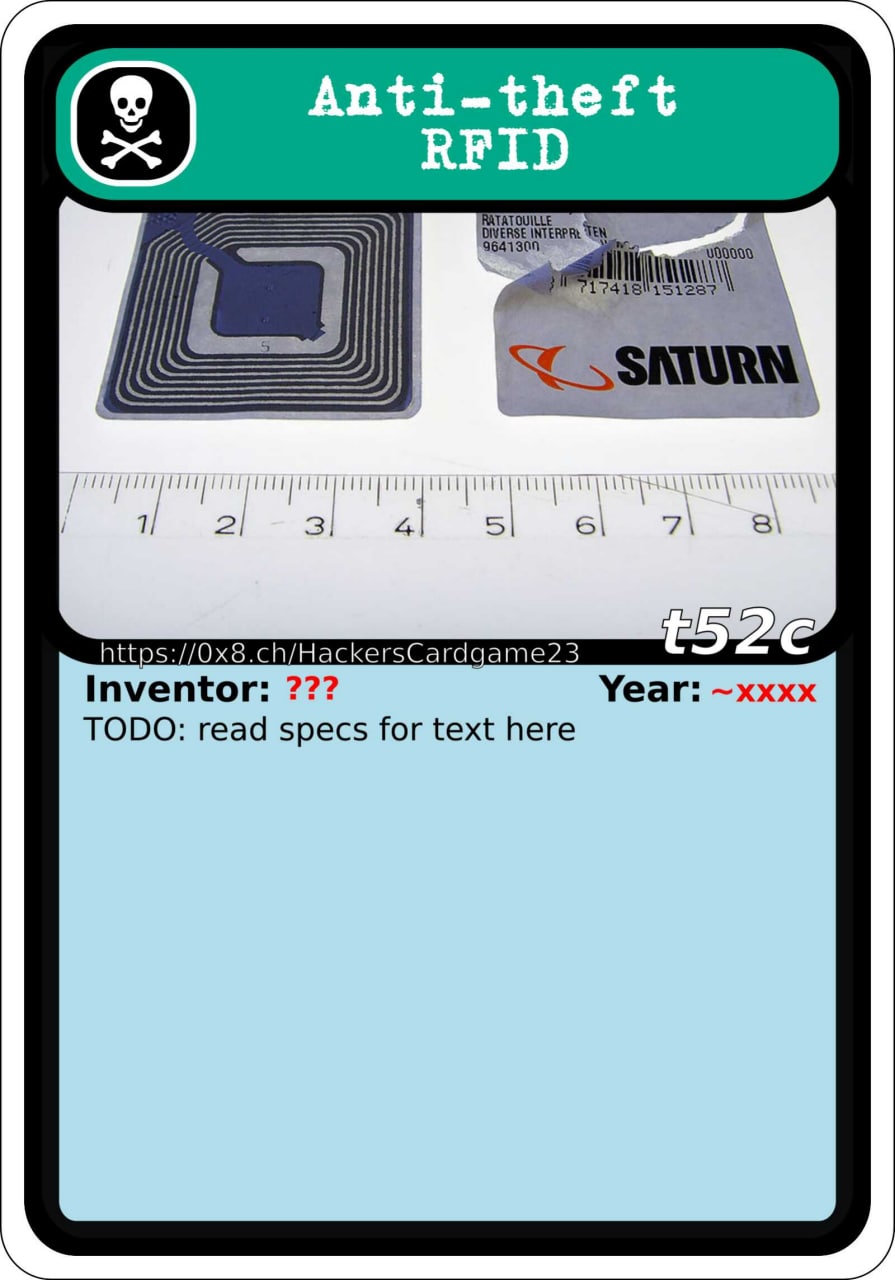 Anti-theft
RFID
RATATOUILLE
DIVERSE INTERPRETEN
9641300
U00000
717418 151287
SATURN
5
1 2 3 4 5 6 7 8
t52c
https://0x8.ch/HackersCardgame23
Inventor: ??? Year: ~xxxx
TODO: read specs for text here